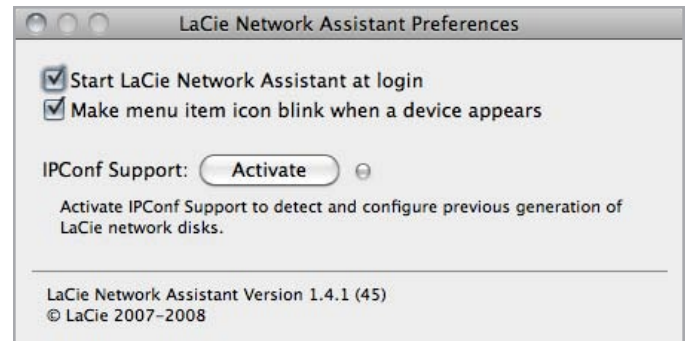 LaCie Network Assistant Preferences
Start LaCie Network Assistant at login
Make menu item icon blink when a device appears
IPConf Support: Activate
Activate IPConf Support to detect and configure previous generation of
LaCie network disks.
LaCie Network Assistant Version 1.4.1 (45)
© LaCie 2007-2008